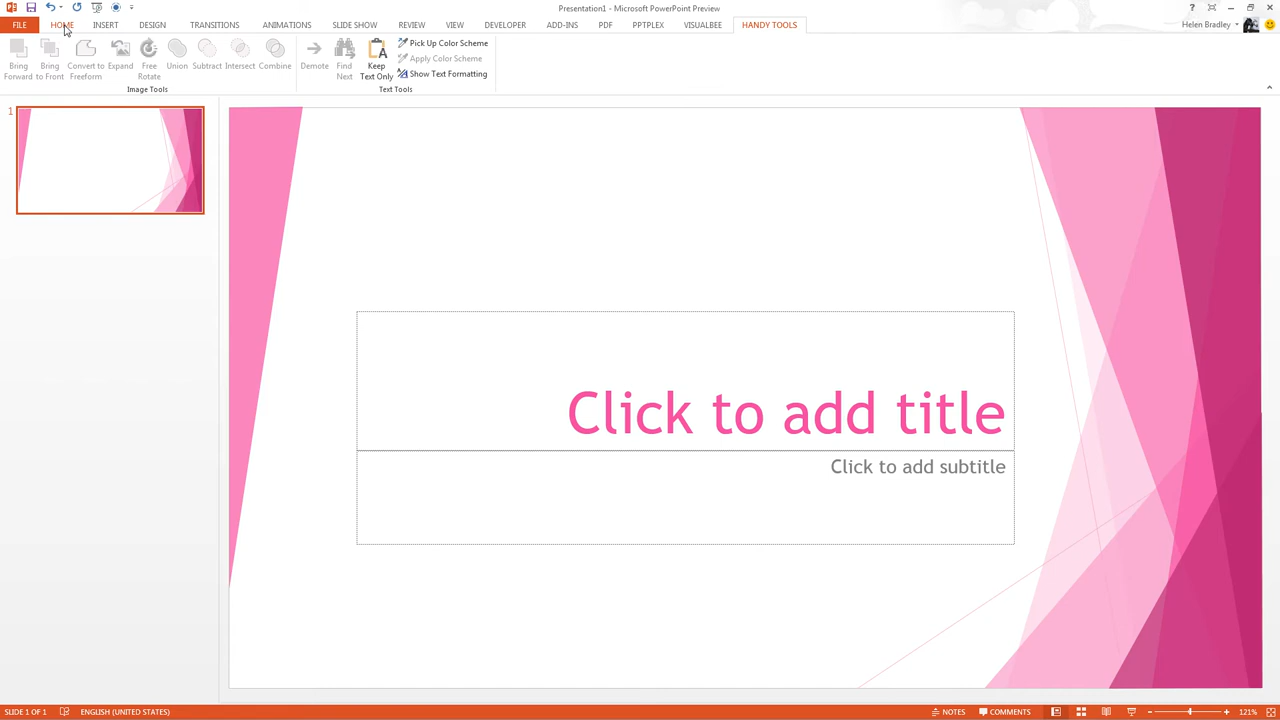 Presentation1 - Microsoft PowerPoint Preview
FILE HOME INSERT DESIGN TRANSITIONS ANIMATIONS SLIDE SHOW REVIEW VIEW DEVELOPER ADD-INS PDF PPTPLEX VISUALBEE HANDY TOOLS Helen Bradley
Bring Forward
Bring to Front
Convert to Freeform
Expand
Free Rotate
Union
Subtract
Intersect
Combine
Image Tools
Demote
Find Next
Keep Text Only
Pick Up Color Scheme
Apply Color Scheme
Show Text Formatting
Text Tools
1
Click to add title
Click to add subtitle
SLIDE 1 OF 1 ENGLISH (UNITED STATES) NOTES COMMENTS 121%